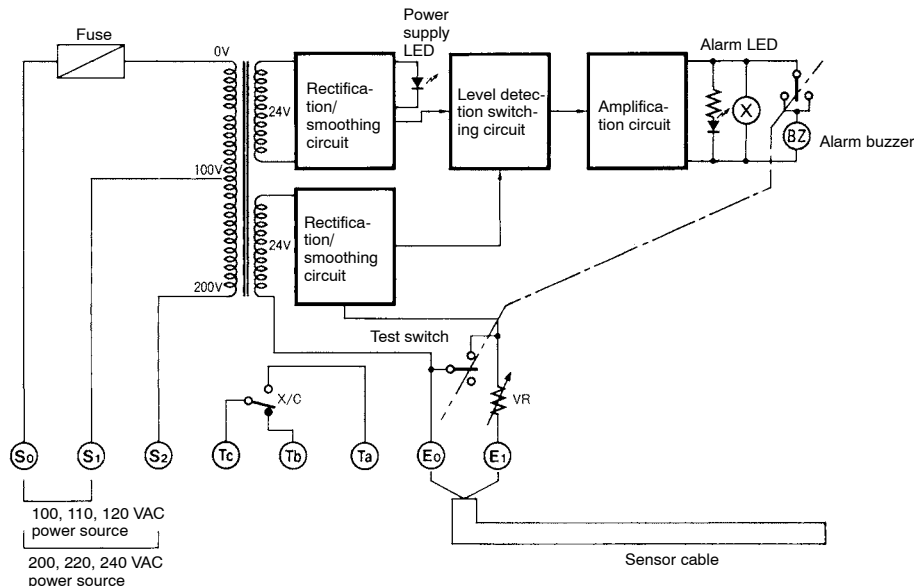 Fuse
0V
100V
200V
24V
24V
Rectifica-
tion/
smoothing
circuit
Power
supply
LED
Level detec-
tion switch-
ing circuit
Amplifica-
tion circuit
Alarm LED
X
BZ
Alarm buzzer
Rectifica-
tion/
smoothing
circuit
Test switch
X/C
VR
S0
S1
S2
Tc
Tb
Ta
E0
E1
100, 110, 120 VAC
power source
200, 220, 240 VAC
power source
Sensor cable